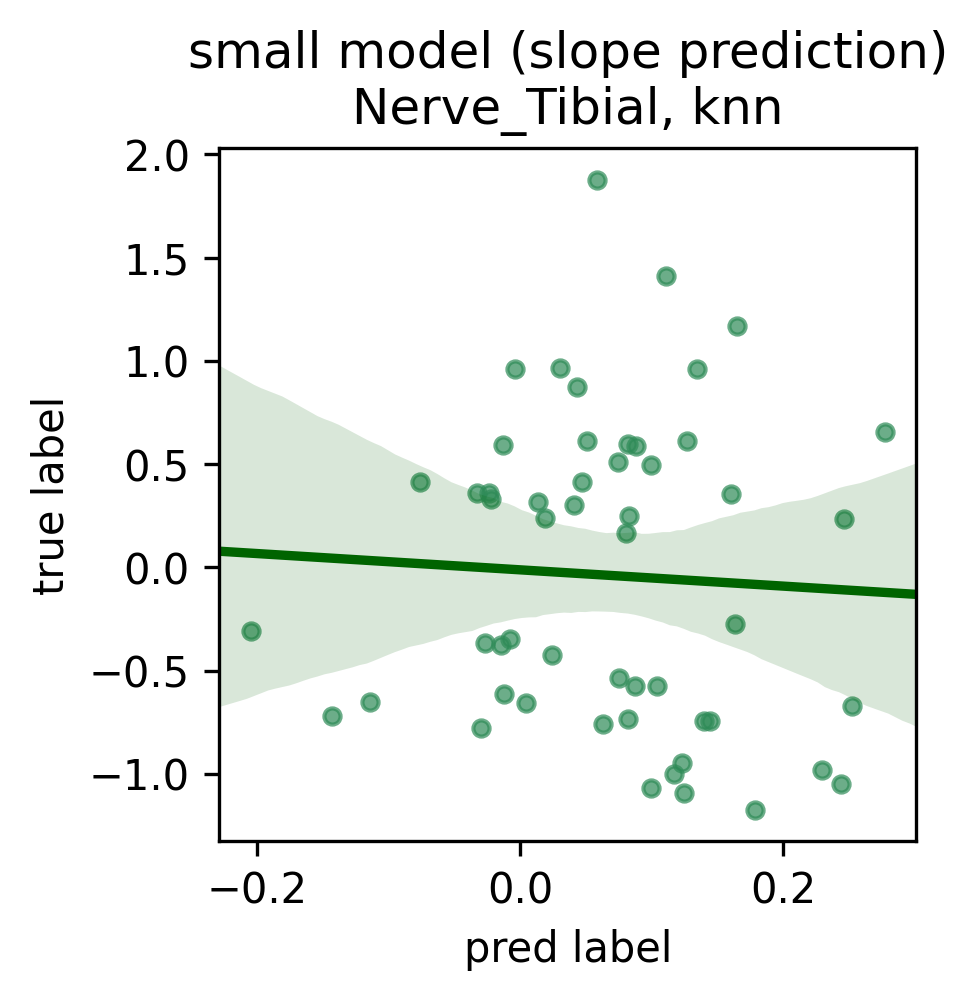 small model (slope prediction)
Nerve_Tibial, knn
2.0
1.5
1.0
0.5
0.0
−0.5
−1.0
true label
−0.2
0.0
0.2
pred label